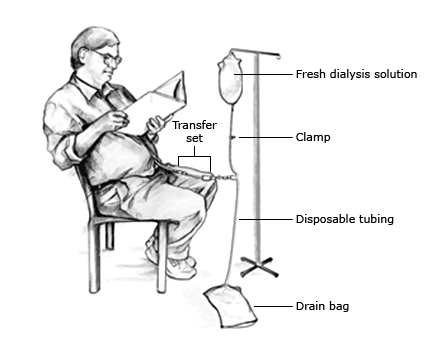 Fresh dialysis solution
Clamp
Transfer
set
Disposable tubing
Drain bag